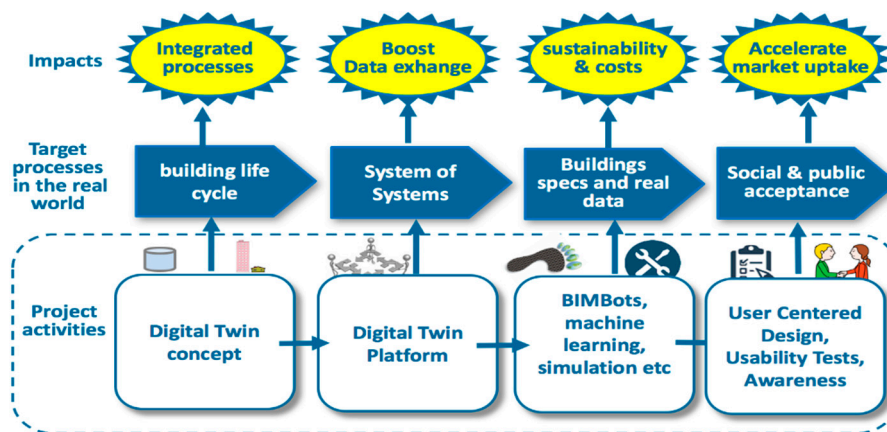 Impacts
Integrated
processes
Boost
Data exhange
sustainability
& costs
Accelerate
market uptake
Target
processes
in the real
world
building life
cycle
System of
Systems
Buildings
specs and real
data
Social & public
acceptance
Project
activities
Digital Twin
concept
Digital Twin
Platform
BIMBots,
machine
learning,
simulation etc
User Centered
Design,
Usability Tests,
Awareness